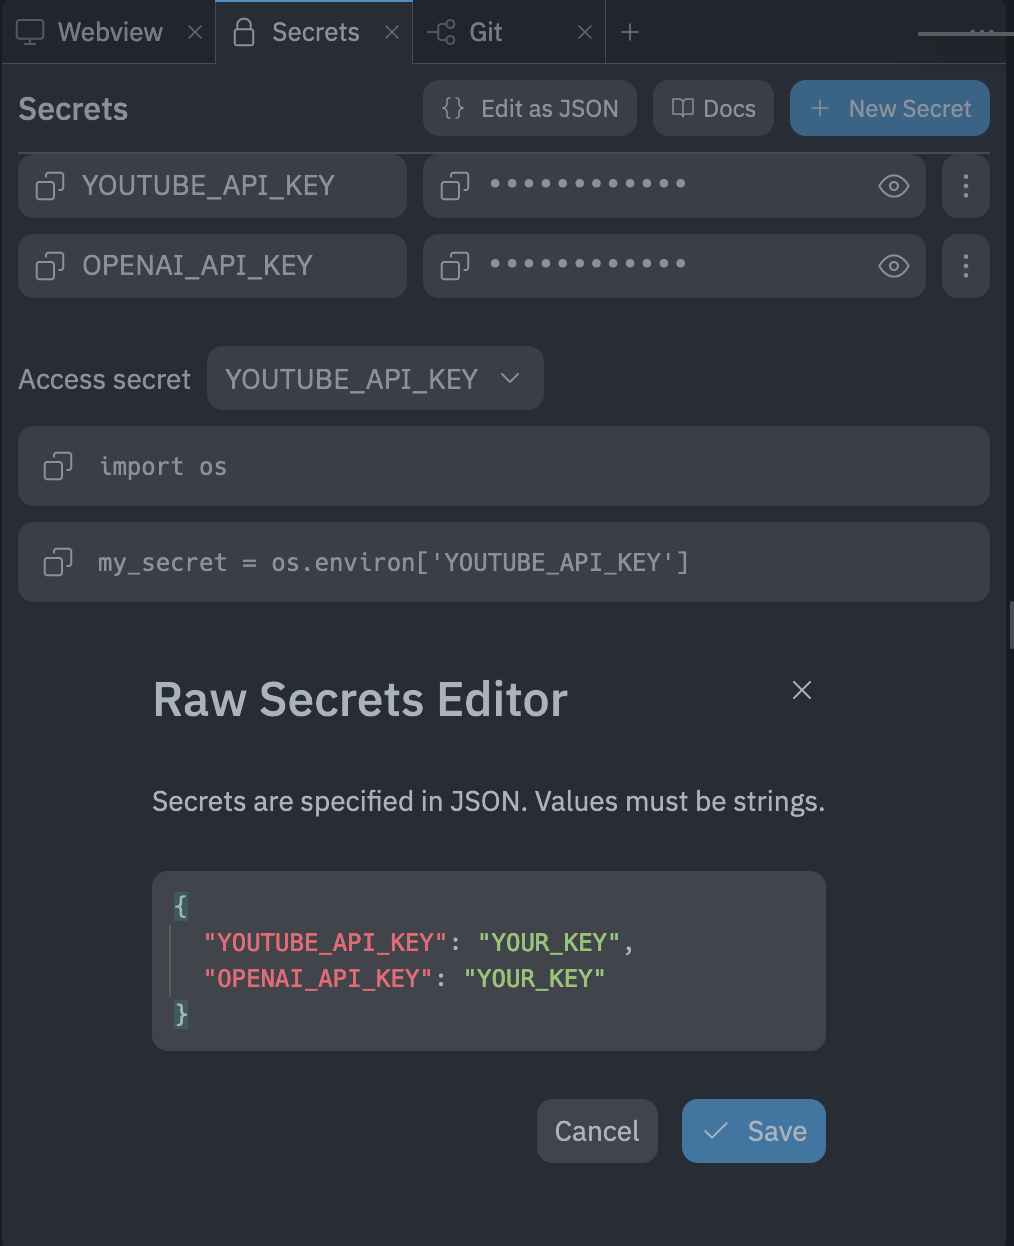 Webview
Secrets
Git
Secrets
{} Edit as JSON
Docs
+ New Secret
YOUTUBE_API_KEY
••••••••••••
OPENAI_API_KEY
••••••••••••
Access secret
YOUTUBE_API_KEY
import os
my_secret = os.environ['YOUTUBE_API_KEY']
Raw Secrets Editor
Secrets are specified in JSON. Values must be strings.
{
"YOUTUBE_API_KEY": "YOUR_KEY",
"OPENAI_API_KEY": "YOUR_KEY"
}
Cancel
Save